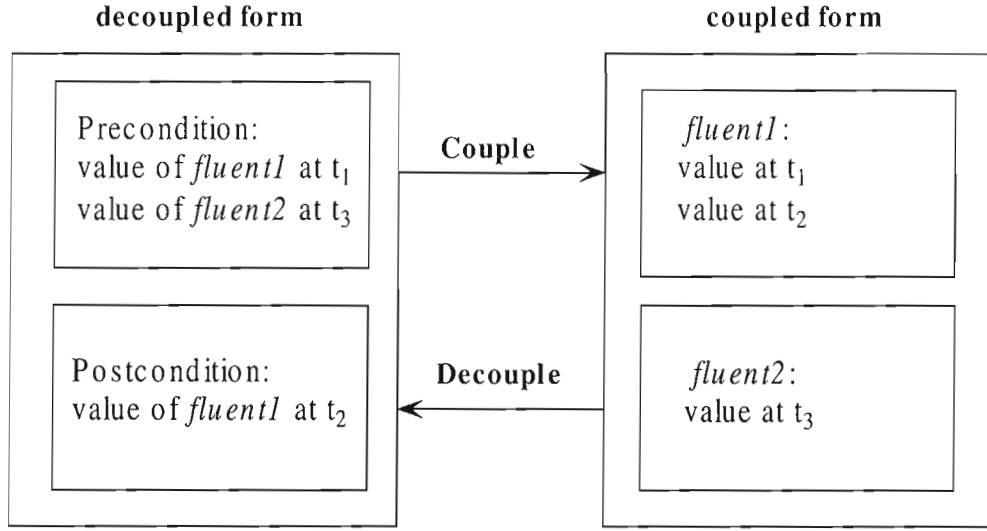 decoupled form
Precondition:
value of fluent1 at t₁
value of fluent2 at t₃
Postcondition:
value of fluent1 at t₂
Couple
Decouple
coupled form
fluent1:
value at t₁
value at t₂
fluent2:
value at t₃